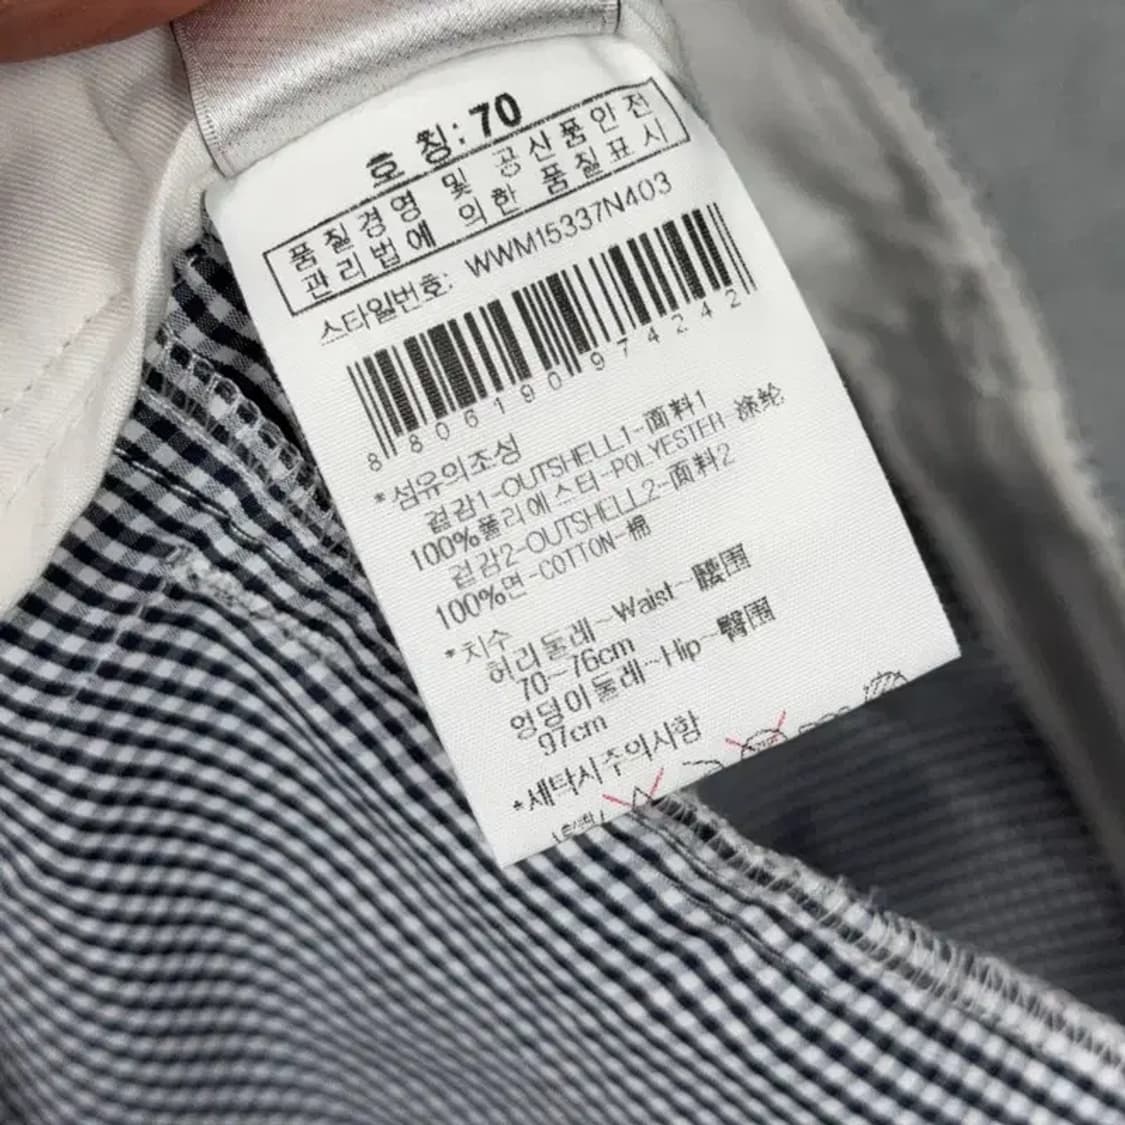 호 칭: 70
품질경영 및 공산품안전
관리법에 의한 품질표시
스타일번호: WWM15337N403
8 806190 974242
*섬유의조성
겉감1-OUTSHELL1-面料1
100%폴리에스터-POLYESTER-涤纶
겉감2-OUTSHELL2-面料2
100%면-COTTON-棉
*치수
허리둘레~Waist~腰围
70~76cm
엉덩이둘레~Hip~臀围
97cm
*세탁시주의사항